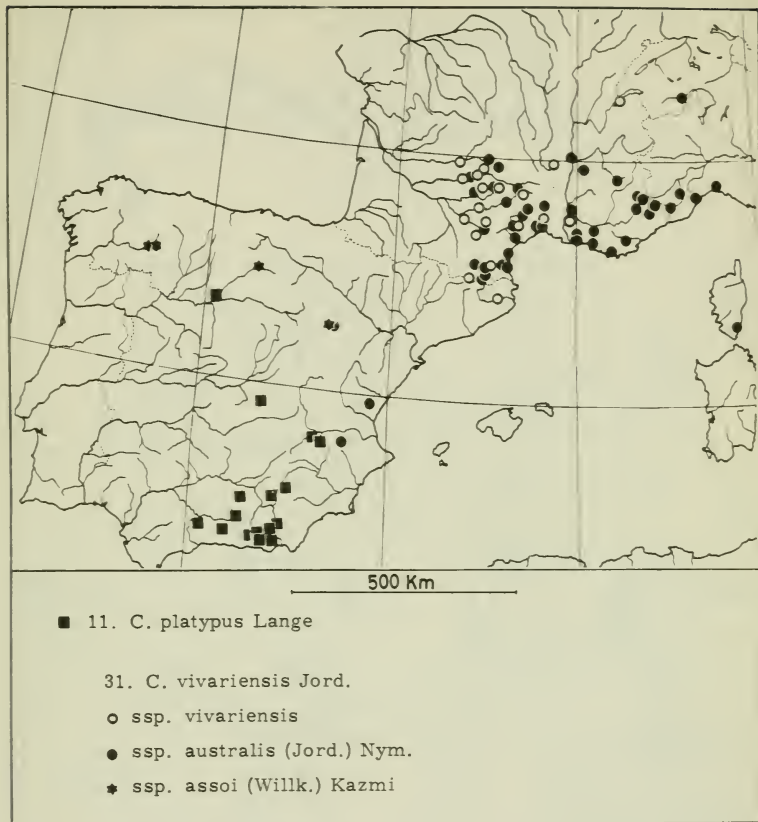 500 Km
■ 11. C. platypus Lange
31. C. vivariensis Jord.
○ ssp. vivariensis
● ssp. australis (Jord.) Nym.
✶ ssp. assoi (Willk.) Kazmi